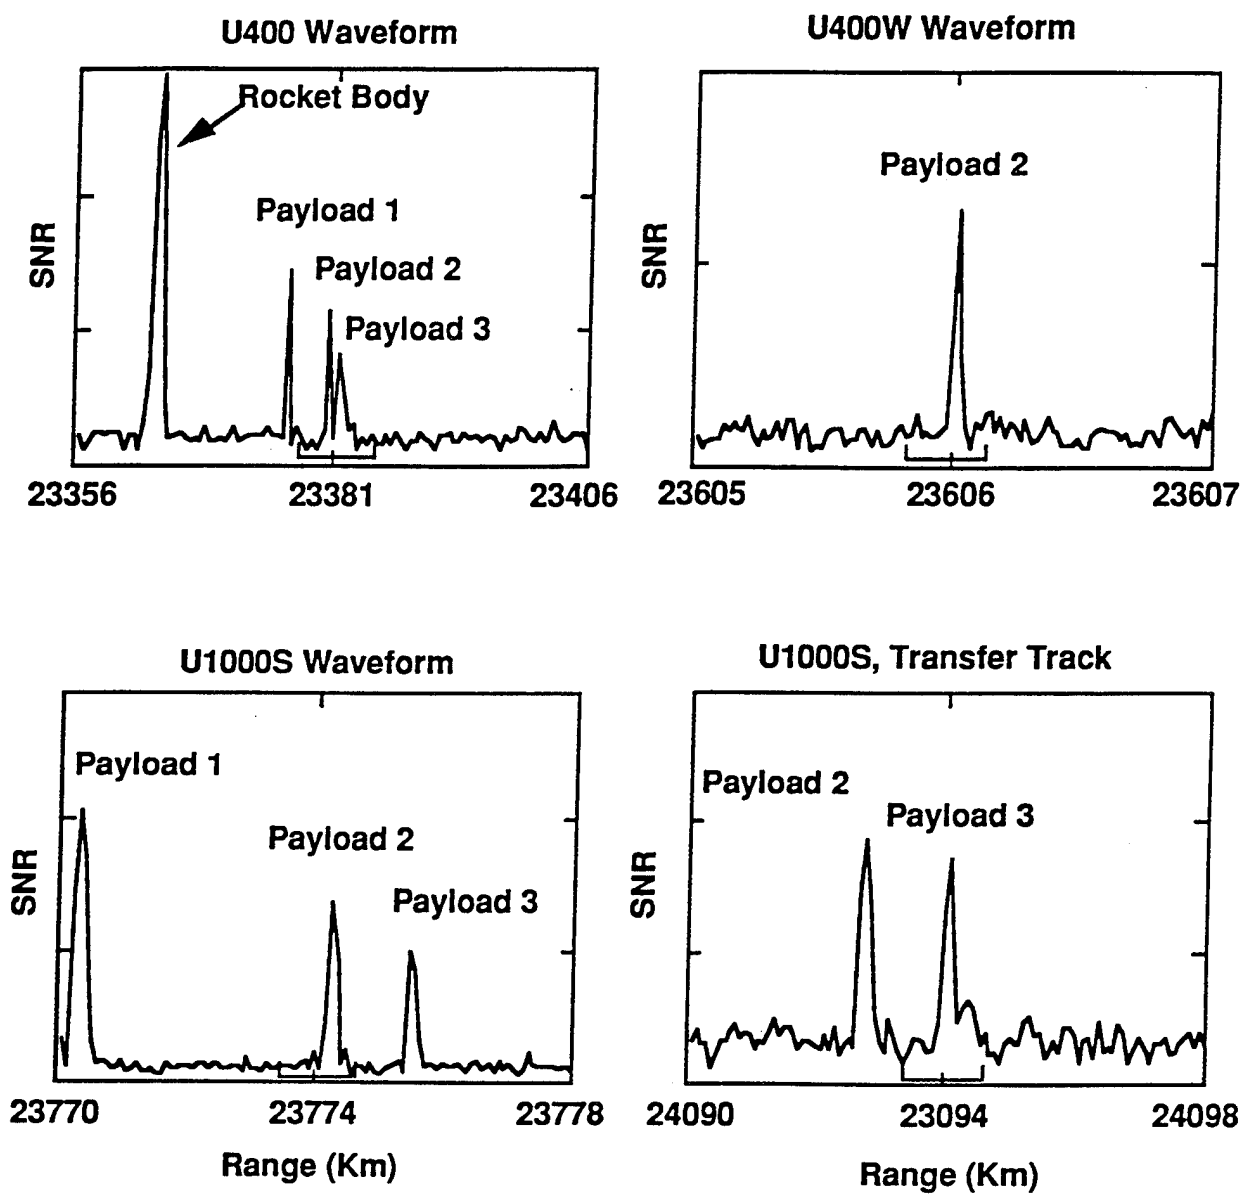 U400 Waveform
Rocket Body
Payload 1
Payload 2
Payload 3
SNR
23356 23381 23406
U400W Waveform
Payload 2
SNR
23605 23606 23607
U1000S Waveform
Payload 1
Payload 2
Payload 3
SNR
23770 23774 23778
Range (Km)
U1000S, Transfer Track
Payload 2
Payload 3
SNR
24090 23094 24098
Range (Km)